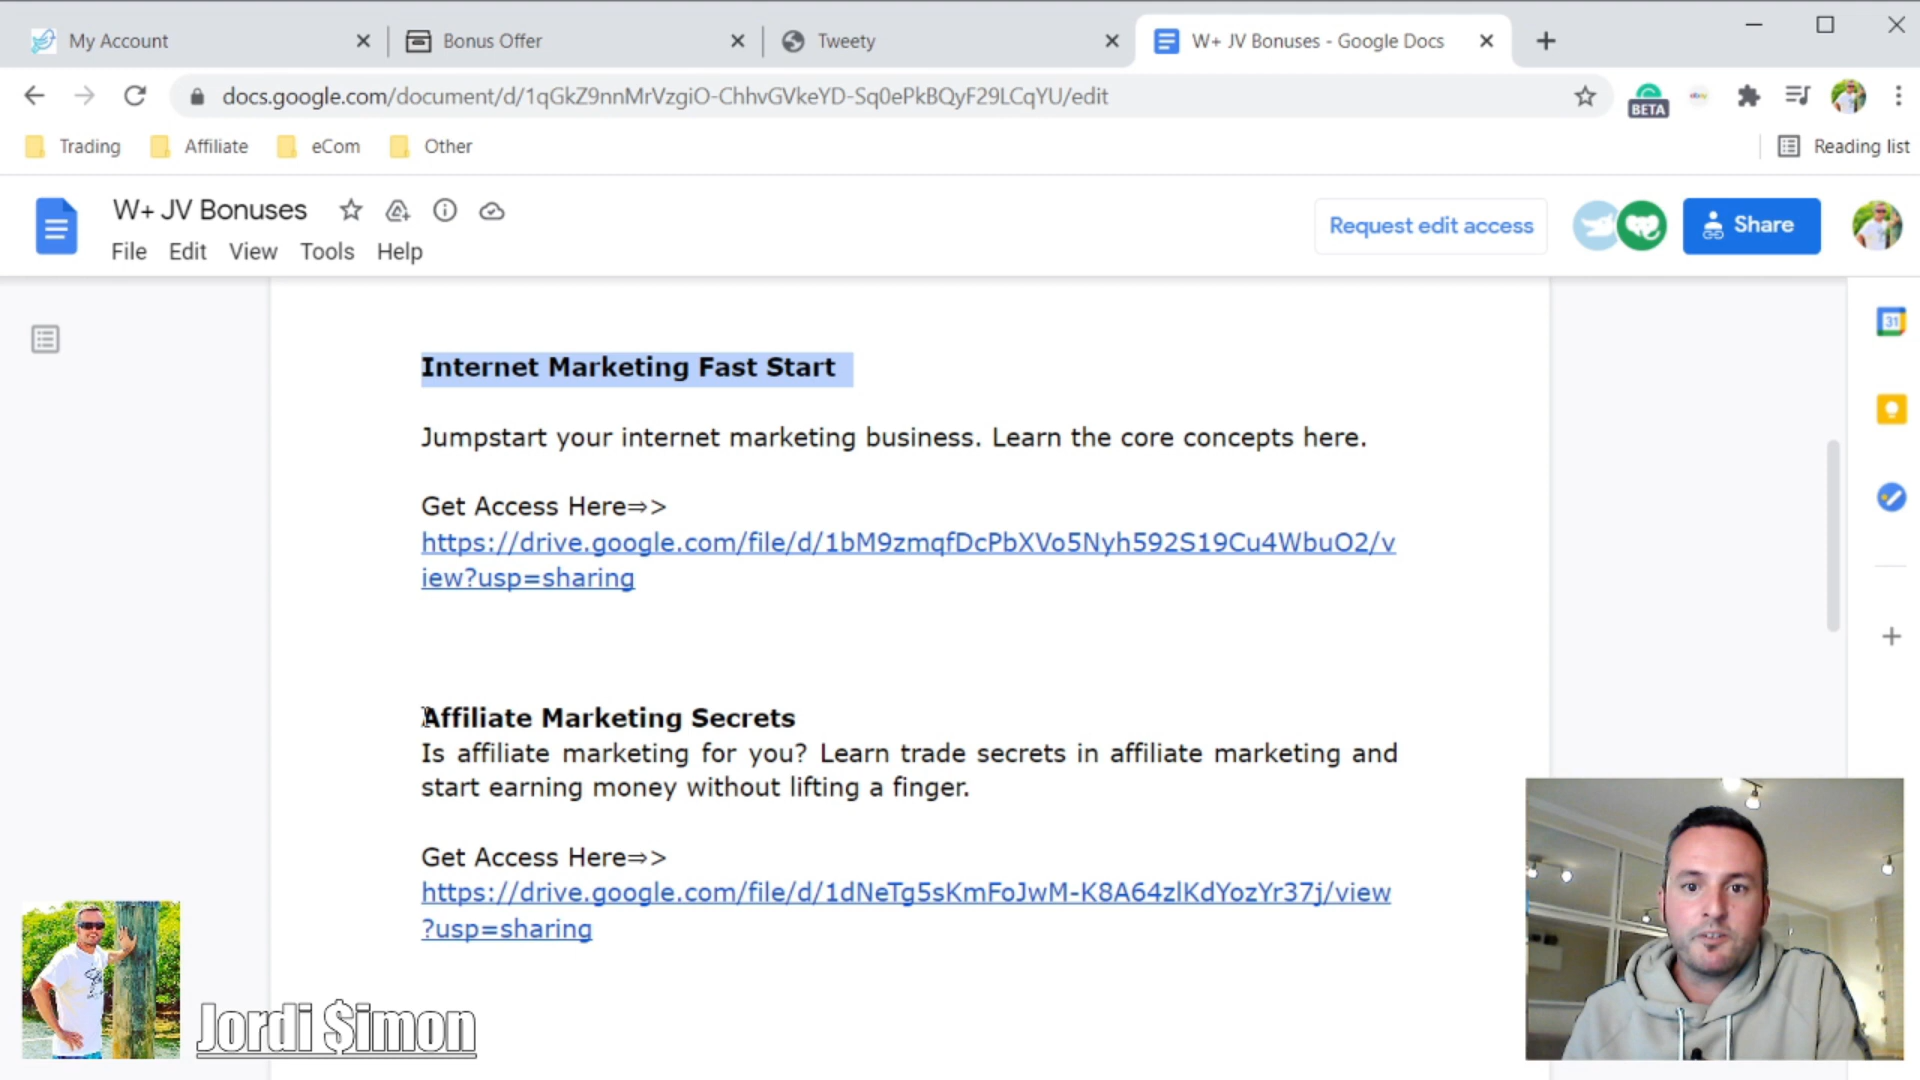 My Account
Bonus Offer
Tweety
W+ JV Bonuses - Google Docs
docs.google.com/document/d/1qGkZ9nnMrVzgiO-ChhvGVkeYD-Sq0ePkBQyF29LCqYU/edit
BETA
ebay
Trading
Affiliate
eCom
Other
Reading list
W+ JV Bonuses
Request edit access
Share
File Edit View Tools Help
31
Internet Marketing Fast Start
Jumpstart your internet marketing business. Learn the core concepts here.
Get Access Here⇒>
https://drive.google.com/file/d/1bM9zmqfDcPbXVo5Nyh592S19Cu4WbuO2/v
iew?usp=sharing
Affiliate Marketing Secrets
Is affiliate marketing for you? Learn trade secrets in affiliate marketing and
start earning money without lifting a finger.
Get Access Here⇒>
https://drive.google.com/file/d/1dNeTg5sKmFoJwM-K8A64zlKdYozYr37j/view
?usp=sharing
Jordi $imon